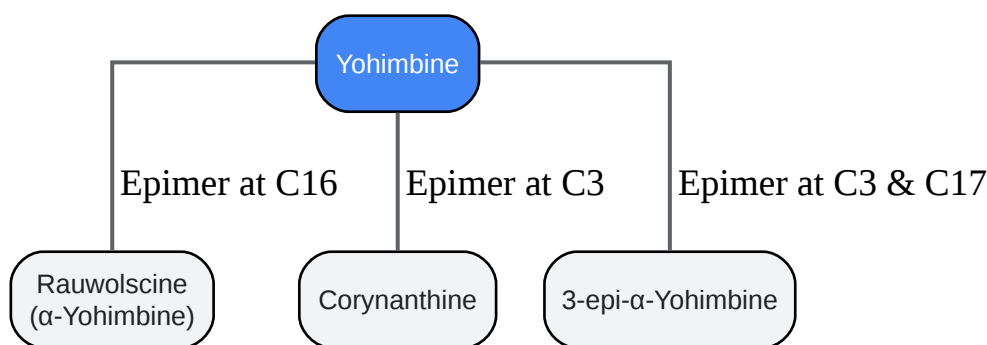 Yohimbine
Epimer at C16
Epimer at C3
Epimer at C3 & C17
Rauwolscine
(α-Yohimbine)
Corynanthine
3-epi-α-Yohimbine